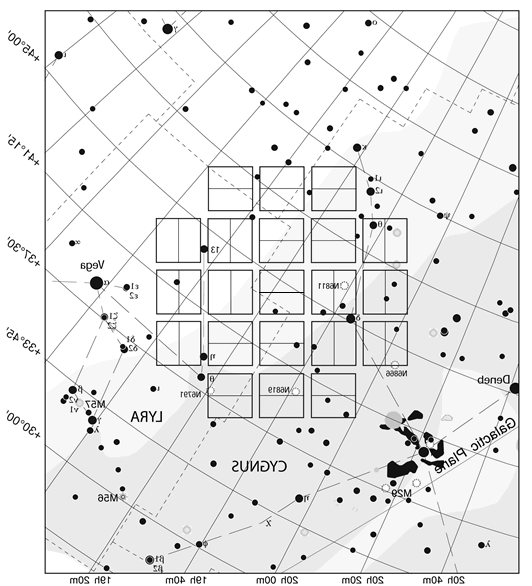 γ
ο
+45°00'
ι
+41°15'
κ
ι1
ι2
θ
ψ
+37°30'
∞
13
Vega
α
ε1
ε2
N6811
ζ1
ζ2
δ
+33°45'
δ1
δ2
η
N6866
θ
Deneb
β
ι
N6791
N6819
M57
ν2
ν1
γ
λ
LYRA
+30°00'
Galactic Plane
CYGNUS
M56
η
M29
χ
φ
λ
β1
β2
19h 20m
19h 40m
20h 00m
20h 20m
20h 40m